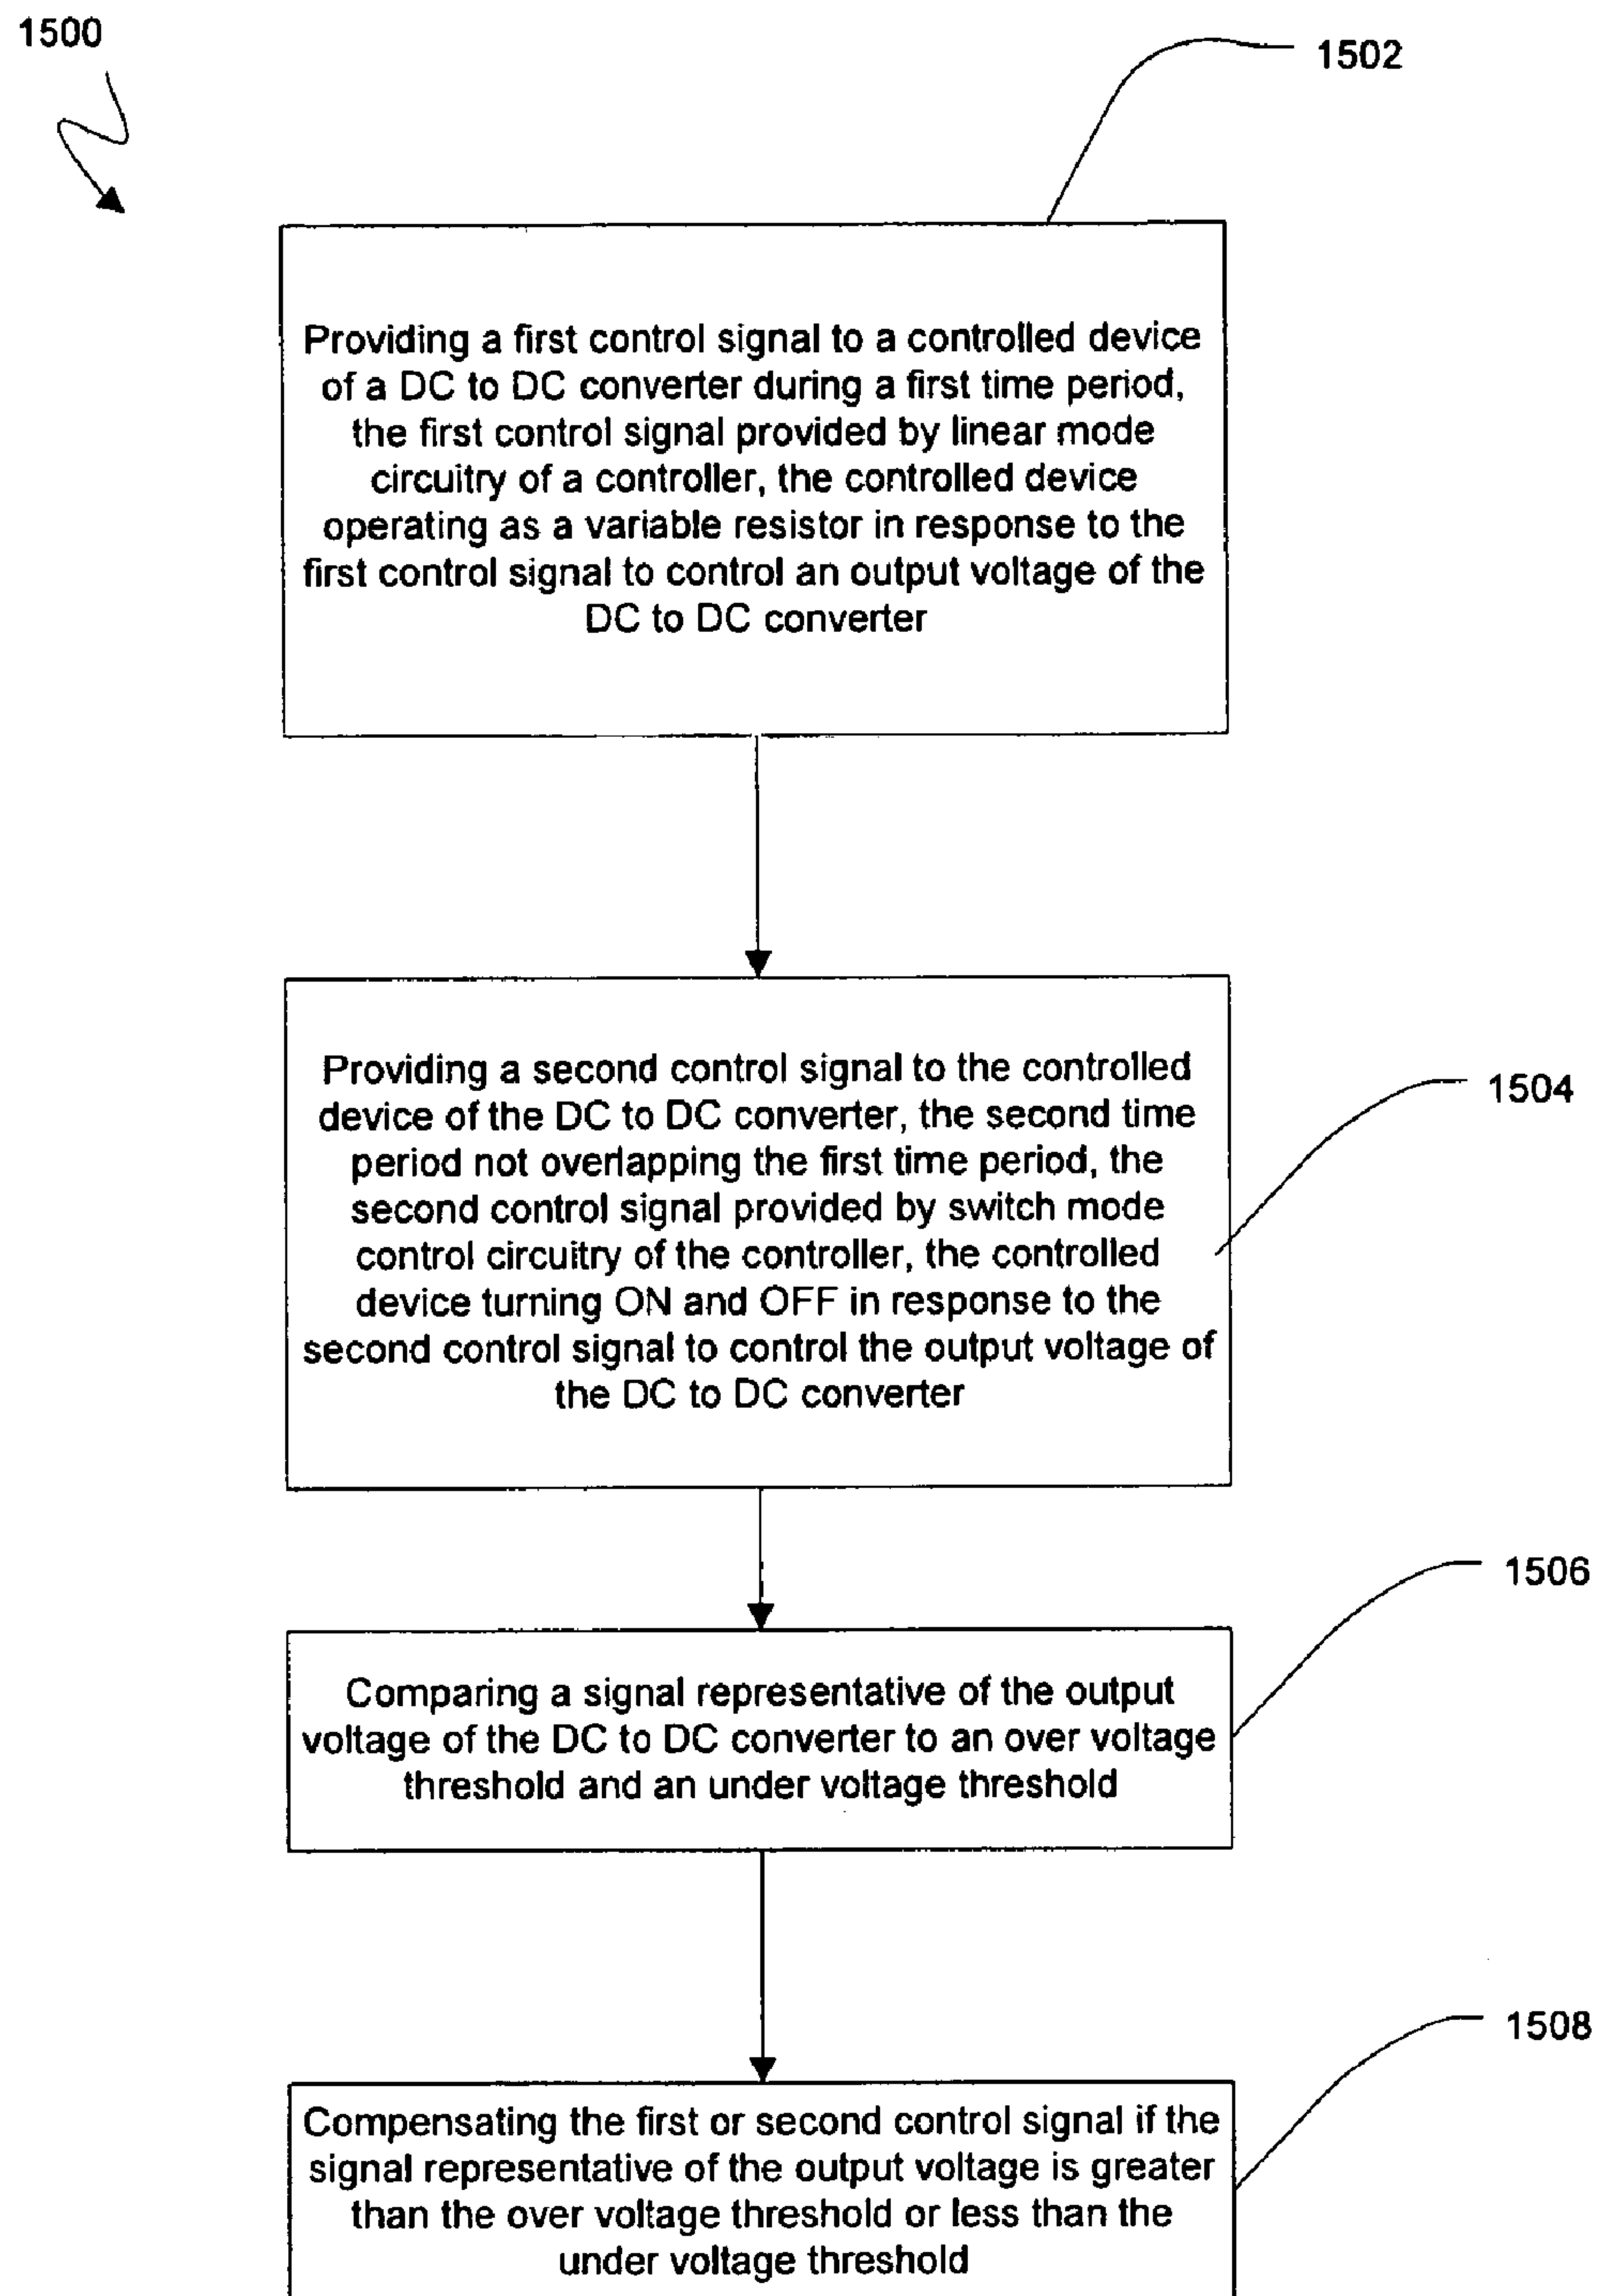 1500
1502
Providing a first control signal to a controlled device
of a DC to DC converter during a first time period,
the first control signal provided by linear mode
circuitry of a controller, the controlled device
operating as a variable resistor in response to the
first control signal to control an output voltage of the
DC to DC converter
Providing a second control signal to the controlled
device of the DC to DC converter, the second time
period not overlapping the first time period, the
second control signal provided by switch mode
control circuitry of the controller, the controlled
device turning ON and OFF in response to the
second control signal to control the output voltage of
the DC to DC converter
1504
1506
Comparing a signal representative of the output
voltage of the DC to DC converter to an over voltage
threshold and an under voltage threshold
1508
Compensating the first or second control signal if the
signal representative of the output voltage is greater
than the over voltage threshold or less than the
under voltage threshold